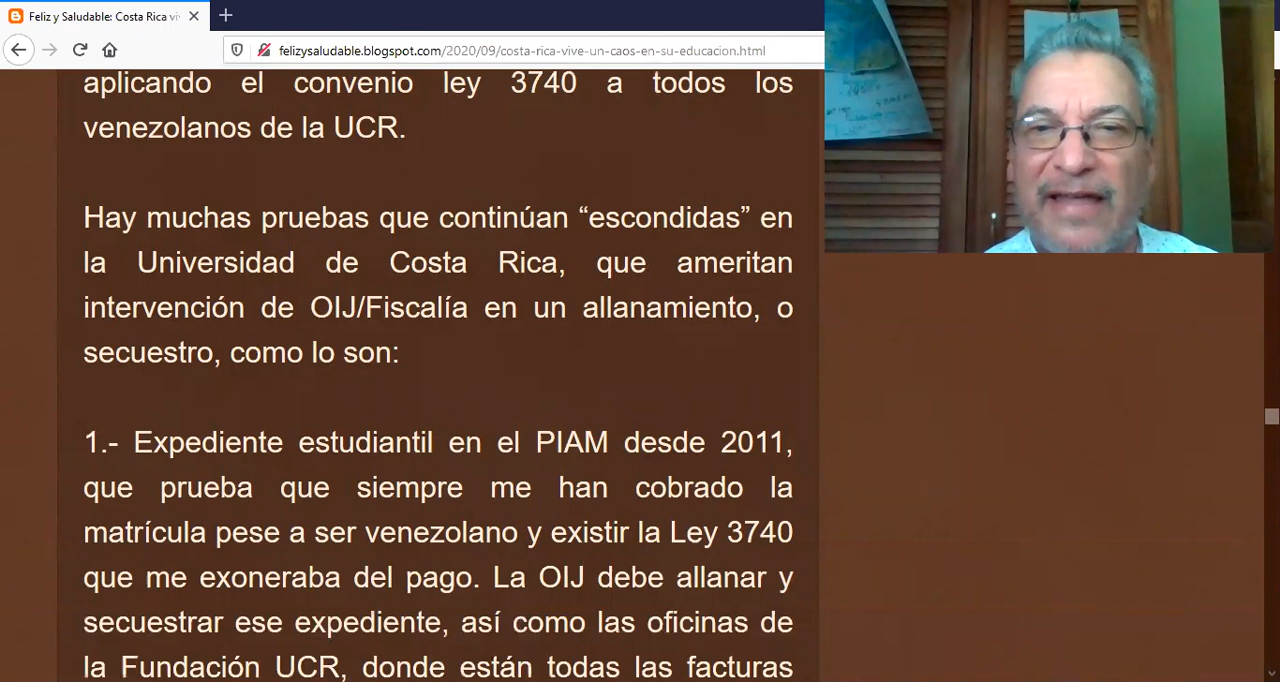 Feliz y Saludable: Costa Rica viv
felizysaludable.blogspot.com/2020/09/costa-rica-vive-un-caos-en-su-educacion.html
aplicando el convenio ley 3740 a todos los
venezolanos de la UCR.
Hay muchas pruebas que continúan “escondidas” en
la Universidad de Costa Rica, que ameritan
intervención de OIJ/Fiscalía en un allanamiento, o
secuestro, como lo son:
1.- Expediente estudiantil en el PIAM desde 2011,
que prueba que siempre me han cobrado la
matrícula pese a ser venezolano y existir la Ley 3740
que me exoneraba del pago. La OIJ debe allanar y
secuestrar ese expediente, así como las oficinas de
la Fundación UCR, donde están todas las facturas